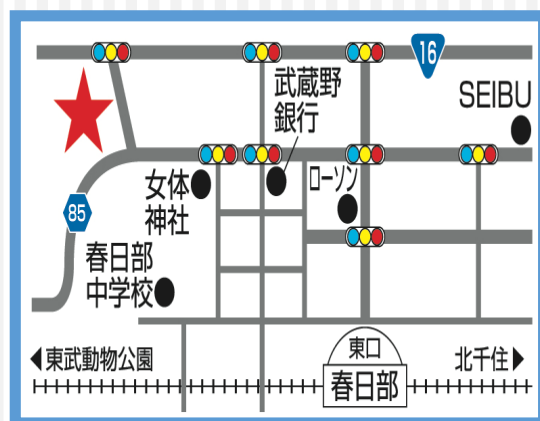 16
SEIBU
武蔵野
銀行
女体
神社
ローソン
85
春日部
中学校
東武動物公園
東口
春日部
北千住